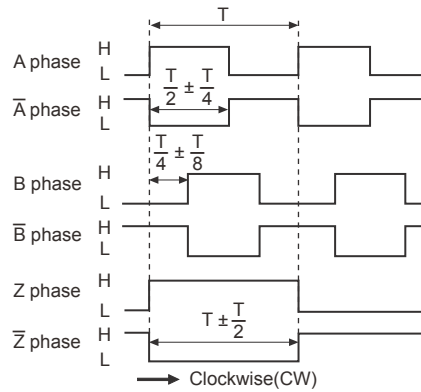 T
A phase H
L
A̅ phase H
L
T/2 ± T/4
T/4 ± T/8
B phase H
L
B̅ phase H
L
Z phase H
L
Z̅ phase H
L
T ± T/2
Clockwise(CW)